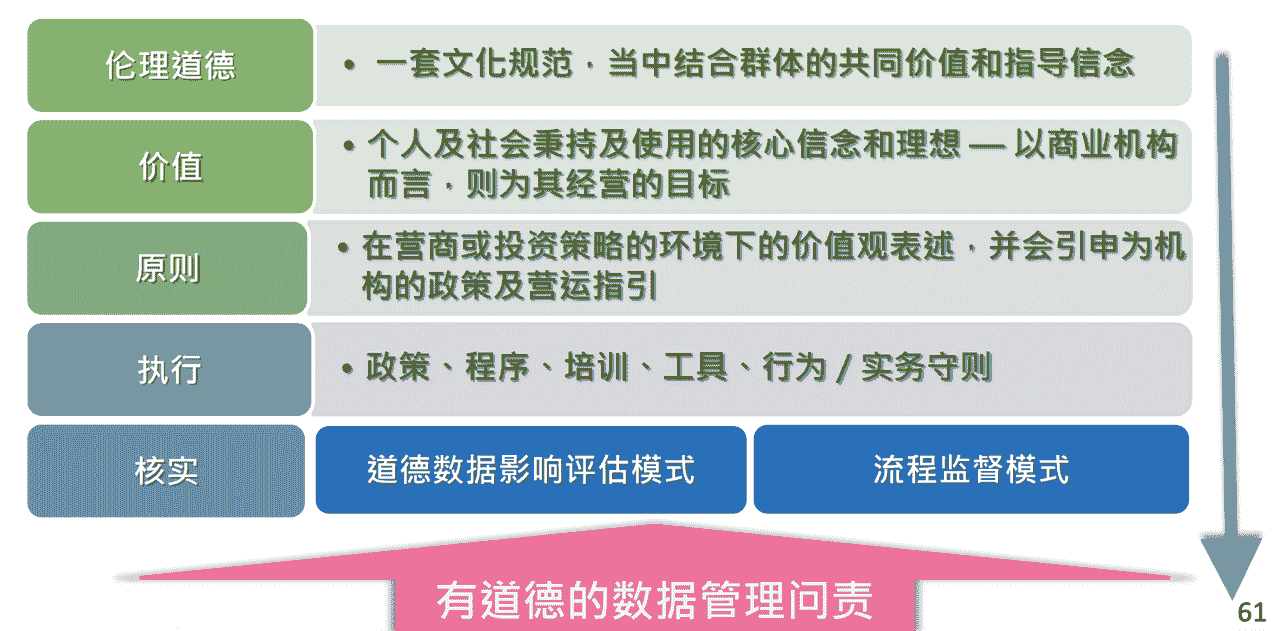 伦理道德
• 一套文化规范，当中结合群体的共同价值和指导信念
价值
• 个人及社会秉持及使用的核心信念和理想 — 以商业机构
而言，则为其经营的目标
原则
• 在营商或投资策略的环境下的价值观表述，并会引申为机
构的政策及营运指引
执行
• 政策、程序、培训、工具、行为 / 实务守则
核实
道德数据影响评估模式
流程监督模式
有道德的数据管理问责
61